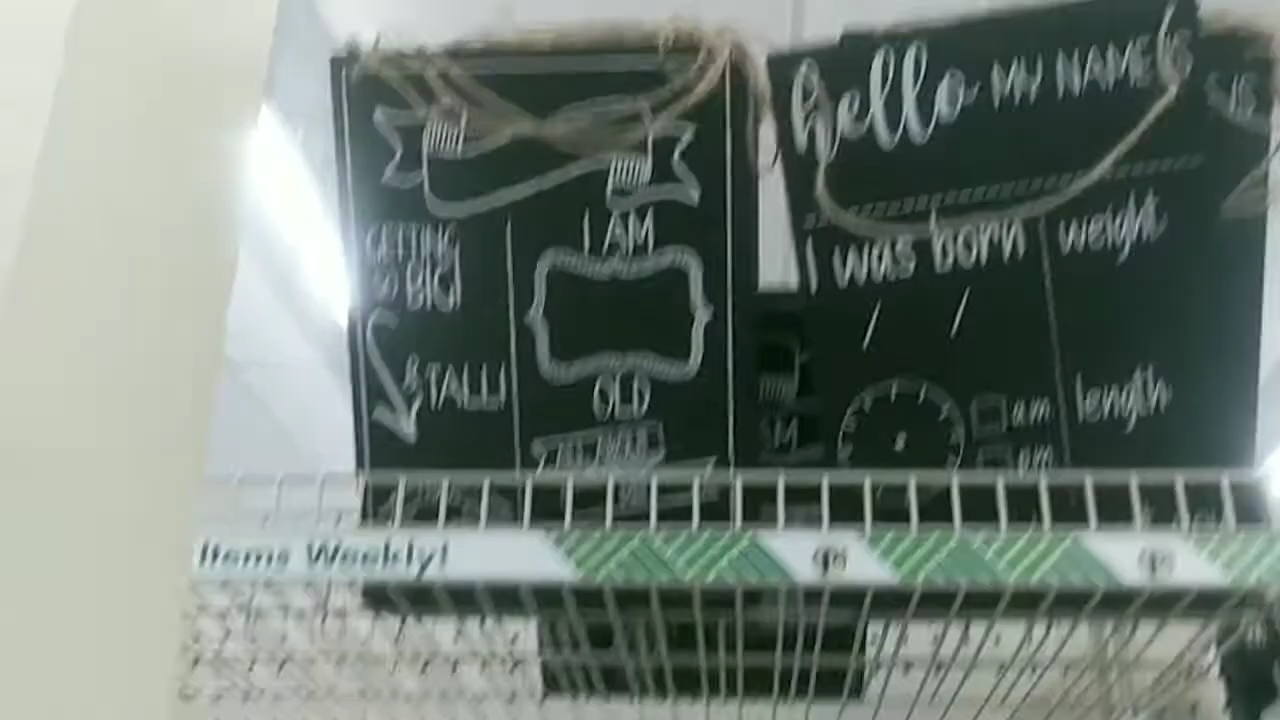 GETTING
SO BIG!
& TALL!
I AM
OLD
hello MY NAME IS
I was born
weight
am
pm
length
Items Weekly!